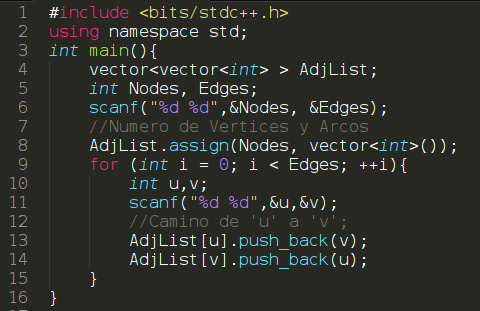 1 #include <bits/stdc++.h>
2 using namespace std;
3 int main(){
4     vector<vector<int> > AdjList;
5     int Nodes, Edges;
6     scanf("%d %d",&Nodes, &Edges);
7     //Numero de Vertices y Arcos
8     AdjList.assign(Nodes, vector<int>());
9     for (int i = 0; i < Edges; ++i){
10         int u,v;
11         scanf("%d %d",&u,&v);
12         //Camino de 'u' a 'v';
13         AdjList[u].push_back(v);
14         AdjList[v].push_back(u);
15     }
16 }